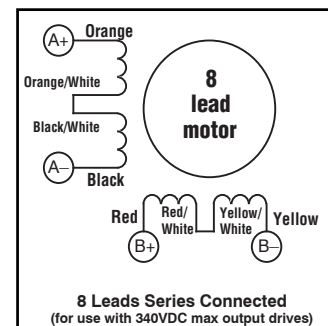 A+
Orange
Orange/White
Black/White
A–
Black
8
lead
motor
Red
Red/
White
Yellow/
White
Yellow
B+
B–
8 Leads Series Connected
(for use with 340VDC max output drives)